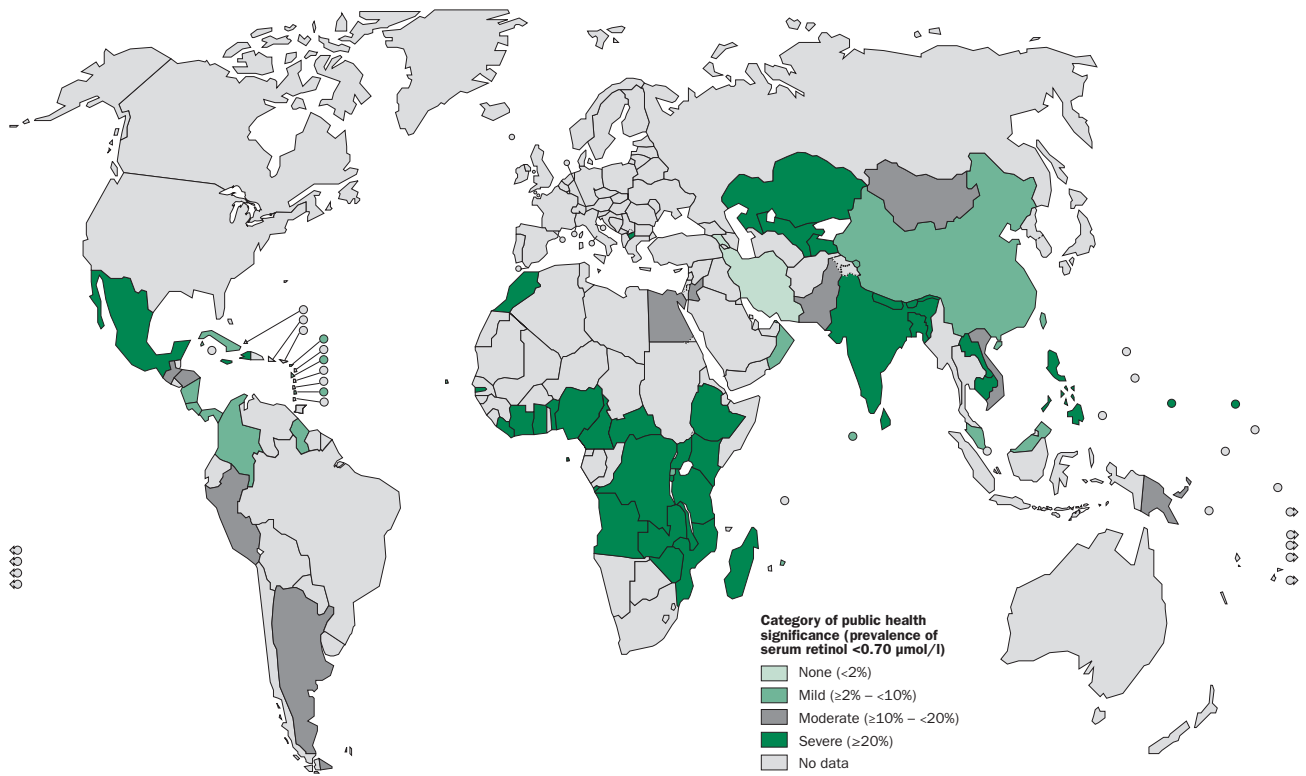 Category of public health
significance (prevalence of
serum retinol <0.70 µmol/l)
None (<2%)
Mild (≥2% – <10%)
Moderate (≥10% – <20%)
Severe (≥20%)
No data